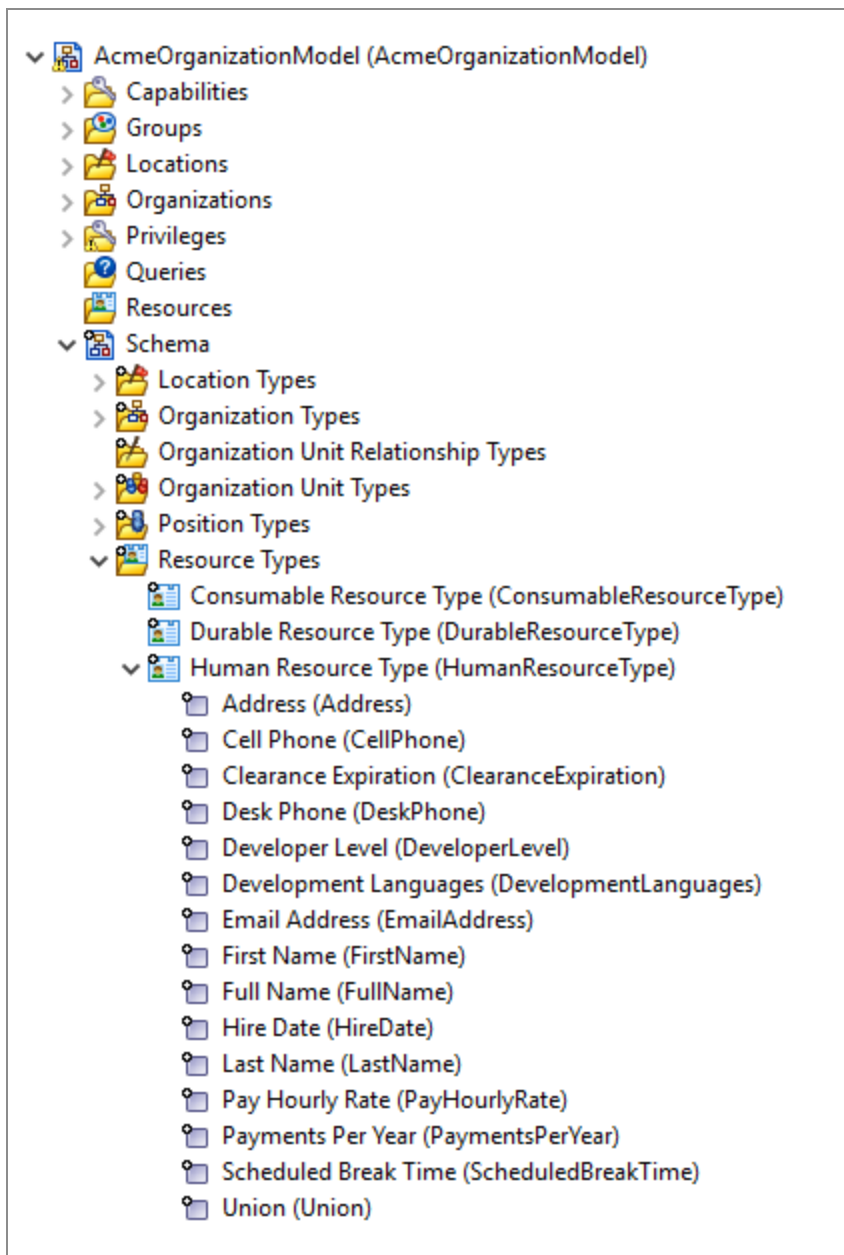 AcmeOrganizationModel (AcmeOrganizationModel)
Capabilities
Groups
Locations
Organizations
Privileges
Queries
Resources
Schema
Location Types
Organization Types
Organization Unit Relationship Types
Organization Unit Types
Position Types
Resource Types
Consumable Resource Type (ConsumableResourceType)
Durable Resource Type (DurableResourceType)
Human Resource Type (HumanResourceType)
Address (Address)
Cell Phone (CellPhone)
Clearance Expiration (ClearanceExpiration)
Desk Phone (DeskPhone)
Developer Level (DeveloperLevel)
Development Languages (DevelopmentLanguages)
Email Address (EmailAddress)
First Name (FirstName)
Full Name (FullName)
Hire Date (HireDate)
Last Name (LastName)
Pay Hourly Rate (PayHourlyRate)
Payments Per Year (PaymentsPerYear)
Scheduled Break Time (ScheduledBreakTime)
Union (Union)